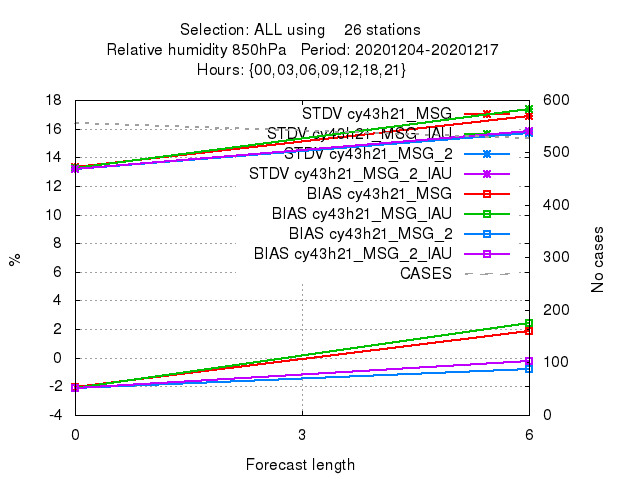 Selection: ALL using 26 stations
Relative humidity 850hPa Period: 20201204-20201217
Hours: {00,03,06,09,12,18,21}
18
16
14
12
10
8
6
4
2
0
-2
-4
%
STDV cy43h21_MSG
STDV cy43h21_MSG_IAU
STDV cy43h21_MSG_2
STDV cy43h21_MSG_2_IAU
BIAS cy43h21_MSG
BIAS cy43h21_MSG_IAU
BIAS cy43h21_MSG_2
BIAS cy43h21_MSG_2_IAU
CASES
600
500
400
300
200
100
0
No cases
0 3 6
Forecast length